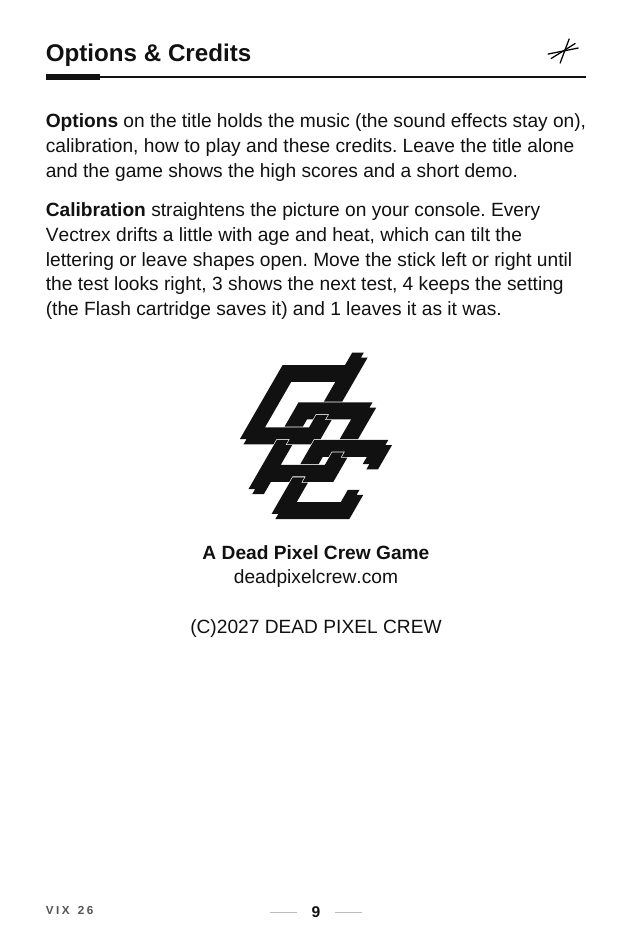 Options & Credits
Options on the title holds the music (the sound effects stay on),
calibration, how to play and these credits. Leave the title alone
and the game shows the high scores and a short demo.
Calibration straightens the picture on your console. Every
Vectrex drifts a little with age and heat, which can tilt the
lettering or leave shapes open. Move the stick left or right until
the test looks right, 3 shows the next test, 4 keeps the setting
(the Flash cartridge saves it) and 1 leaves it as it was.
DPC
A Dead Pixel Crew Game
deadpixelcrew.com
(C)2027 DEAD PIXEL CREW
VIX 26
9